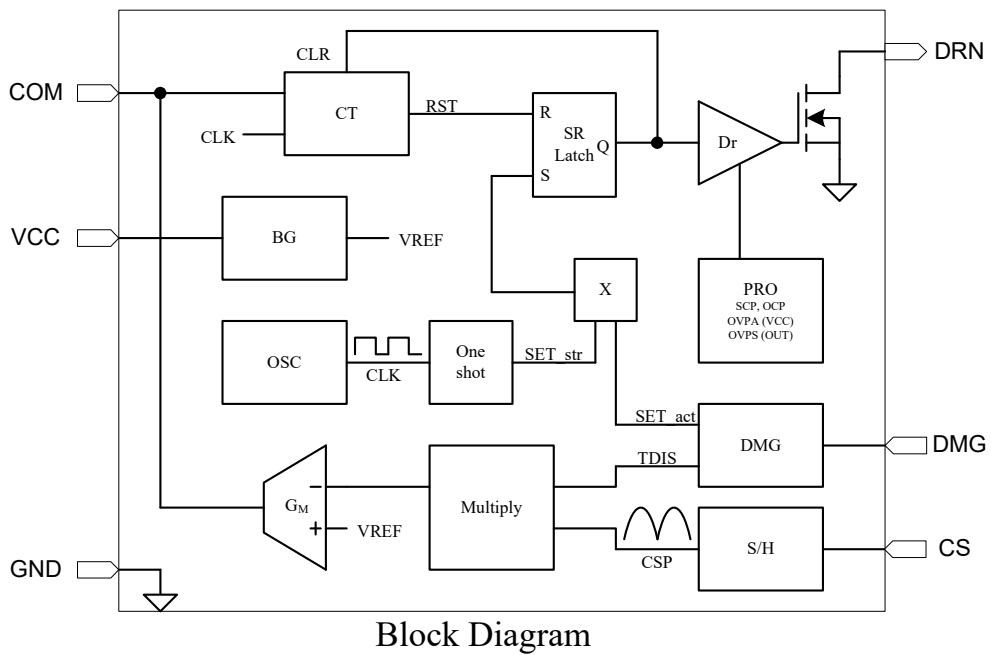 CLR
DRN
COM
CT
RST
R
SR
Latch
Q
S
Dr
CLK
VCC
BG
VREF
X
PRO
SCP, OCP
OVPA (VCC)
OVPS (OUT)
OSC
CLK
One
shot
SET_str
SET_act
DMG
DMG
TDIS
GM
VREF
Multiply
CSP
S/H
CS
GND
Block Diagram